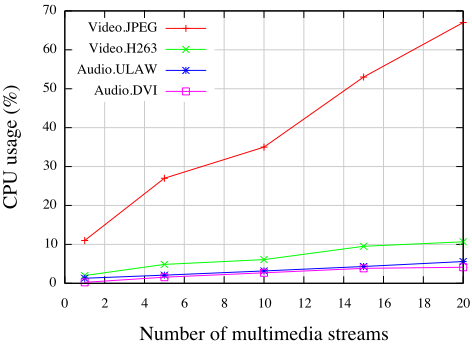 70
60
50
40
30
20
10
0
CPU usage (%)
Video.JPEG
Video.H263
Audio.ULAW
Audio.DVI
0 2 4 6 8 10 12 14 16 18 20
Number of multimedia streams